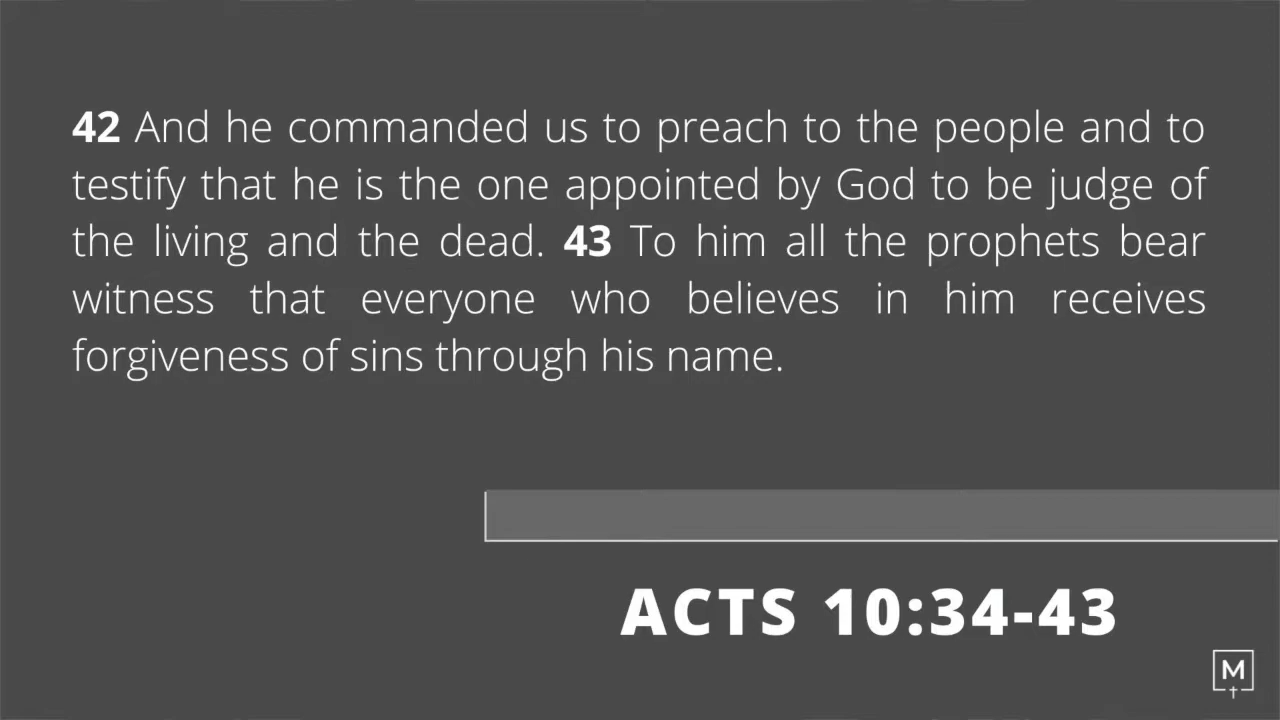 42 And he commanded us to preach to the people and to
testify that he is the one appointed by God to be judge of
the living and the dead. 43 To him all the prophets bear
witness that everyone who believes in him receives
forgiveness of sins through his name.
ACTS 10:34-43
M